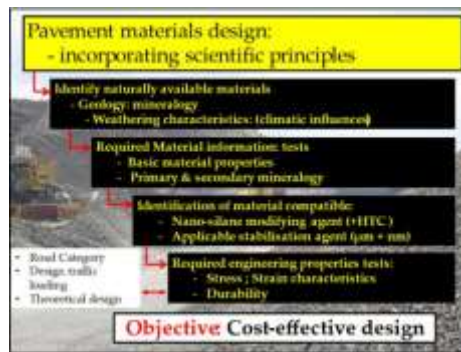 Pavement materials design:
- incorporating scientific principles
Identify naturally available materials
- Geology: mineralogy
- Weathering characteristics: (climatic influences)
Required Material information: tests
- Basic material properties
- Primary & secondary mineralogy
Identification of material compatible:
- Nano-silane modifying agent (+HTC)
- Applicable stabilisation agent (µm + nm)
Required engineering properties tests:
- Stress ; Strain characteristics
- Durability
• Road Category
• Design traffic
loading
• Theoretical design
Objective: Cost-effective design